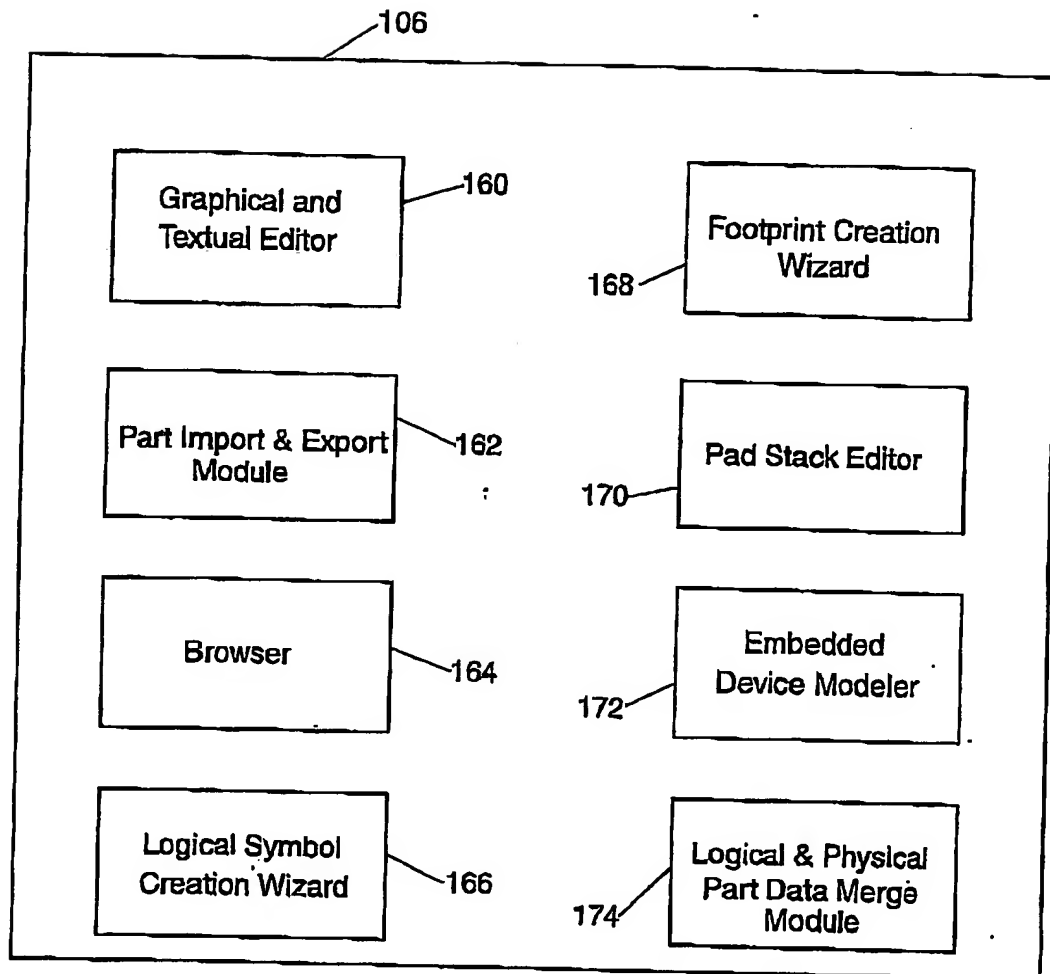 106
Graphical and
Textual Editor
160
Footprint Creation
Wizard
168
Part Import & Export
Module
162
Pad Stack Editor
170
Browser
164
Embedded
Device Modeler
172
Logical Symbol
Creation Wizard
166
Logical & Physical
Part Data Merge
Module
174